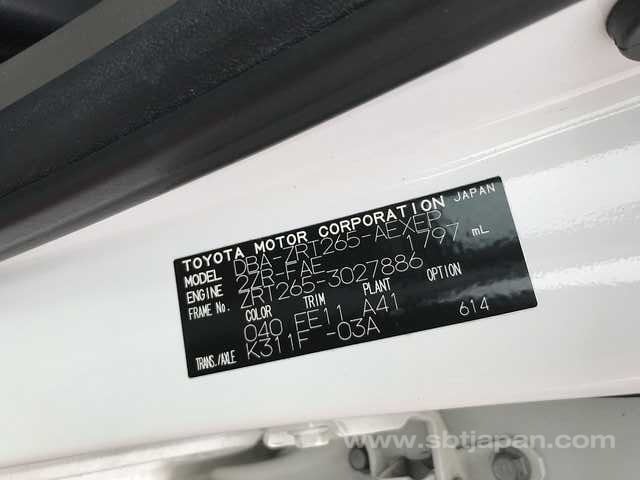 TOYOTA MOTOR CORPORATION JAPAN
MODEL DBA-ZRT265-AEXEP
ENGINE 2ZR-FAE 1797 mL
FRAME No. ZRT265-3027886
COLOR TRIM PLANT OPTION
040 FE11 A41
TRANS./AXLE K311F -03A 614
www.sbtjapan.com